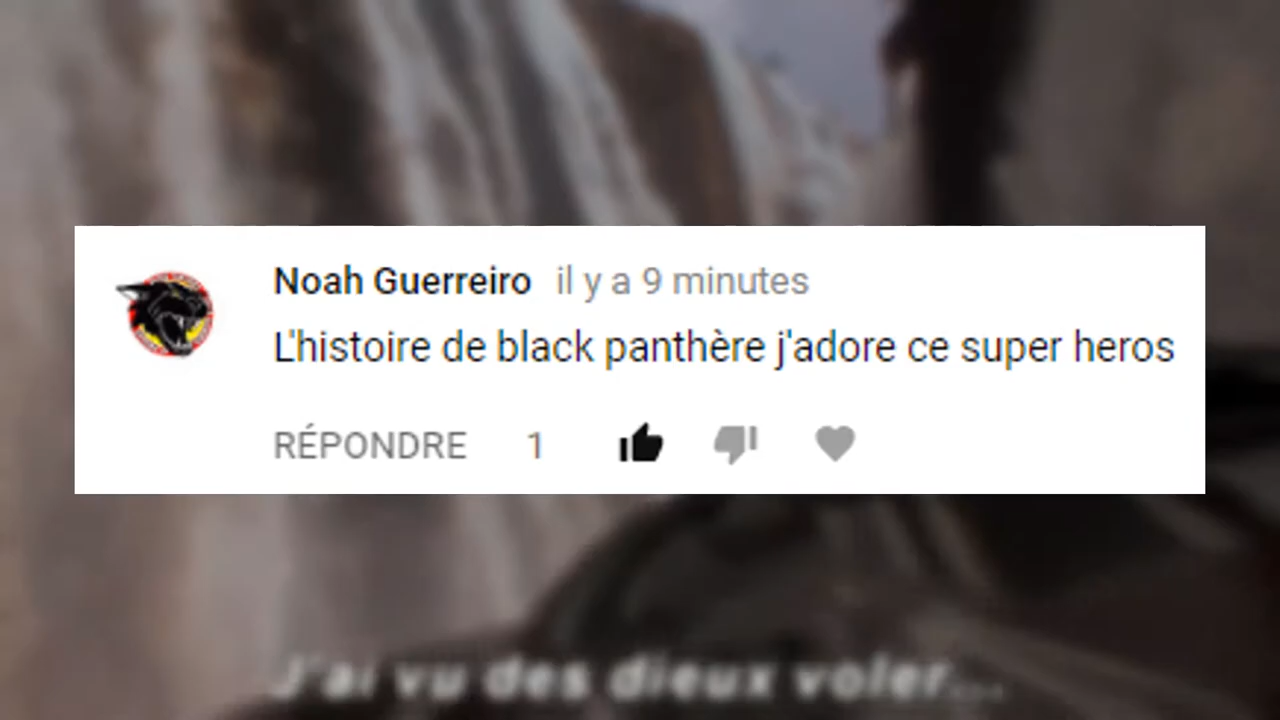 Noah Guerreiro il y a 9 minutes
L'histoire de black panthère j'adore ce super heros
RÉPONDRE 1
J'ai vu des dieux voler...